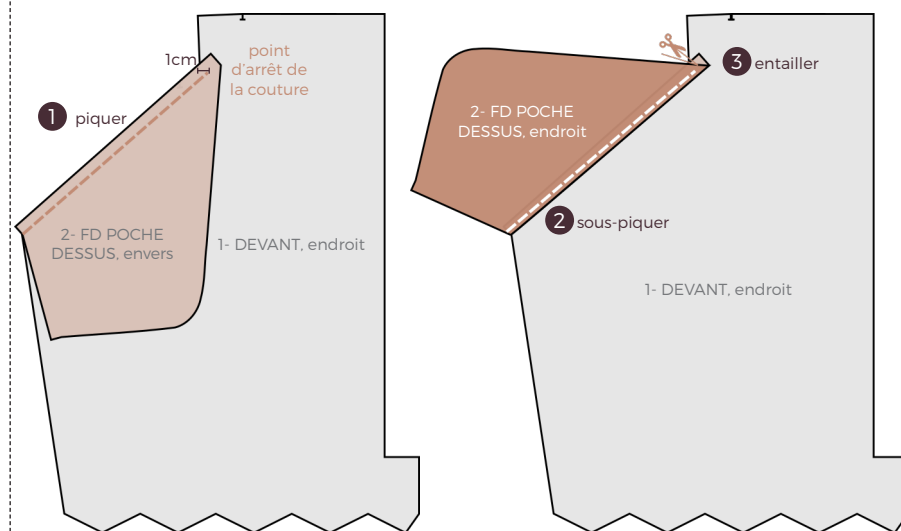 1cm
point
d'arrêt de
la couture
1 piquer
2- FD POCHE
DESSUS, envers
1- DEVANT, endroit
3 entailler
2- FD POCHE
DESSUS, endroit
2 sous-piquer
1- DEVANT, endroit